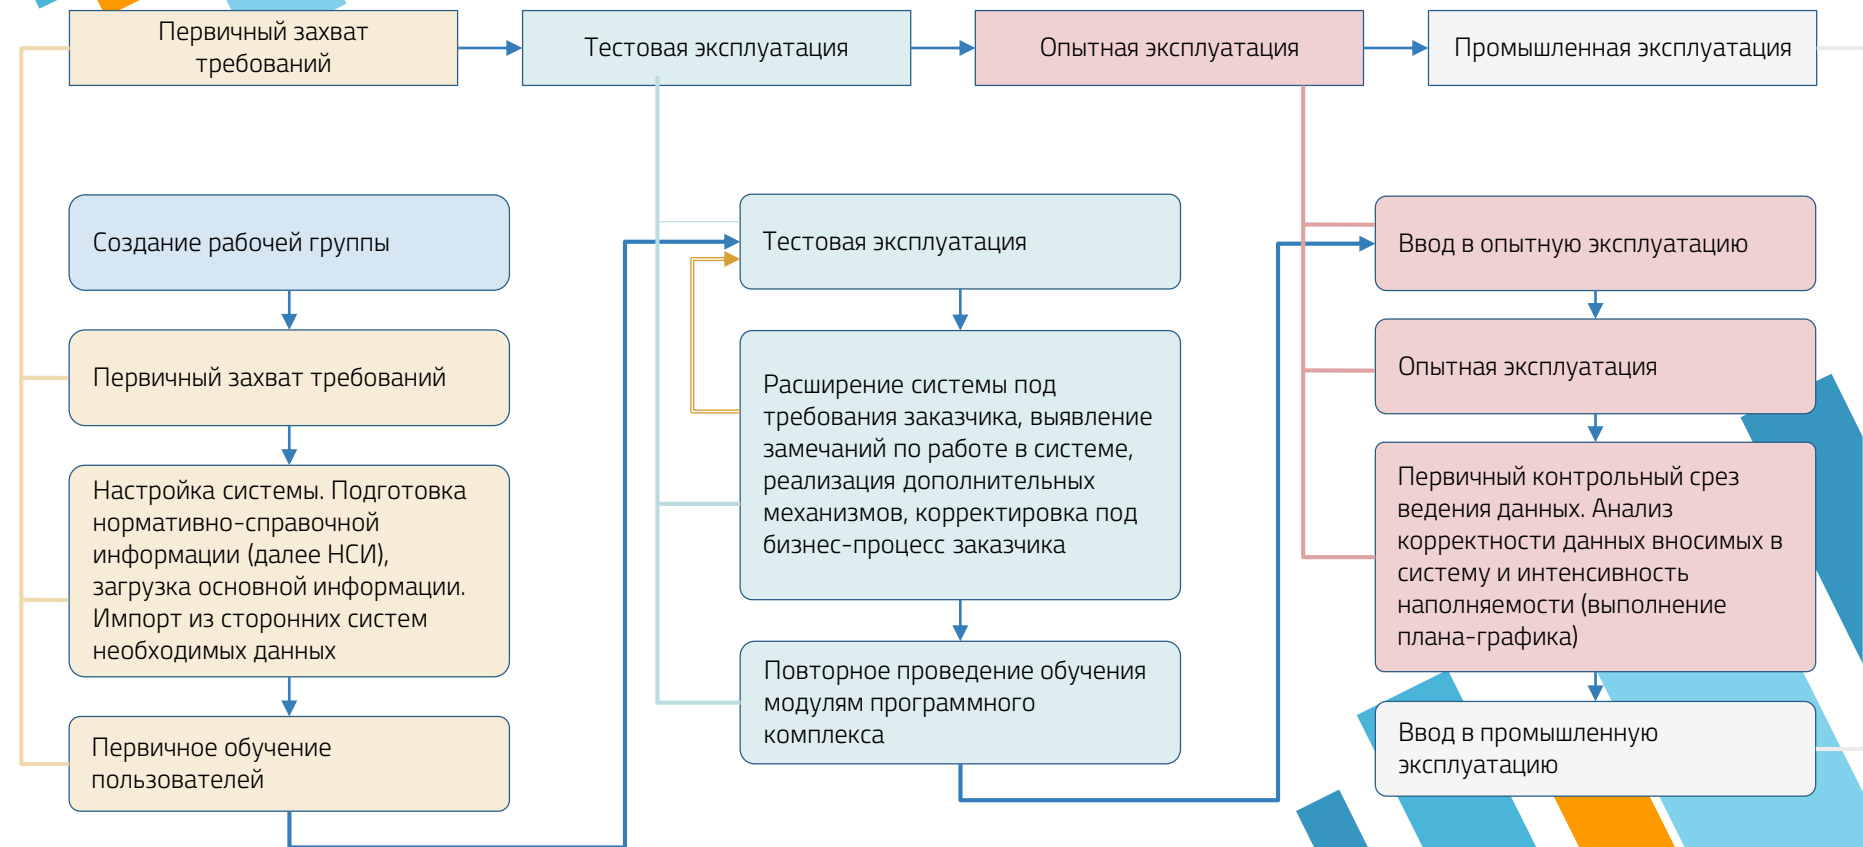 Первичный захват
требований
Тестовая эксплуатация
Опытная эксплуатация
Промышленная эксплуатация
Создание рабочей группы
Первичный захват требований
Настройка системы. Подготовка
нормативно-справочной
информации (далее НСИ),
загрузка основной информации.
Импорт из сторонних систем
необходимых данных
Первичное обучение
пользователей
Тестовая эксплуатация
Расширение системы под
требования заказчика, выявление
замечаний по работе в системе,
реализация дополнительных
механизмов, корректировка под
бизнес-процесс заказчика
Повторное проведение обучения
модулям программного
комплекса
Ввод в опытную эксплуатацию
Опытная эксплуатация
Первичный контрольный срез
ведения данных. Анализ
корректности данных вносимых в
систему и интенсивность
наполняемости (выполнение
плана-графика)
Ввод в промышленную
эксплуатацию